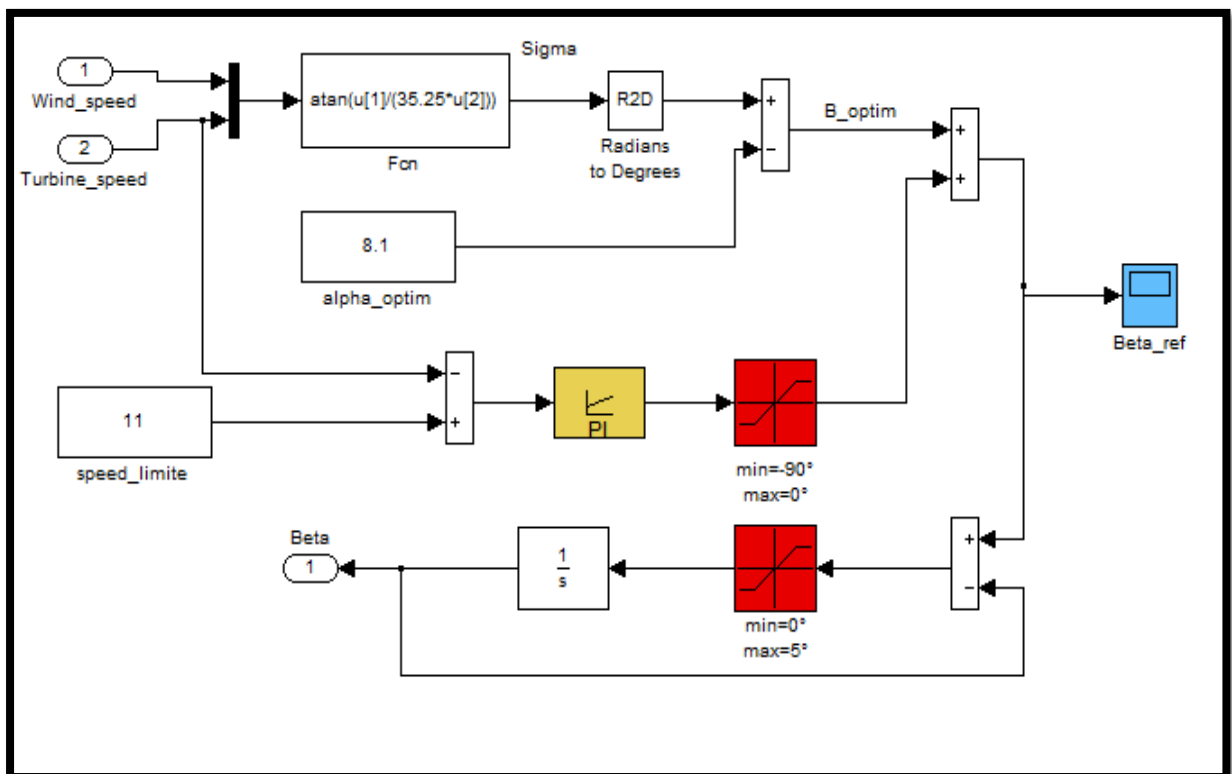 Sigma
1
Wind_speed
2
Turbine_speed
atan(u[1]/(35.25*u[2]))
Fcn
R2D
Radians
to Degrees
+
−
B_optim
+
+
8.1
alpha_optim
Beta_ref
11
speed_limite
−
+
PI
min=-90°
max=0°
Beta
1
1
s
min=0°
max=5°
+
−